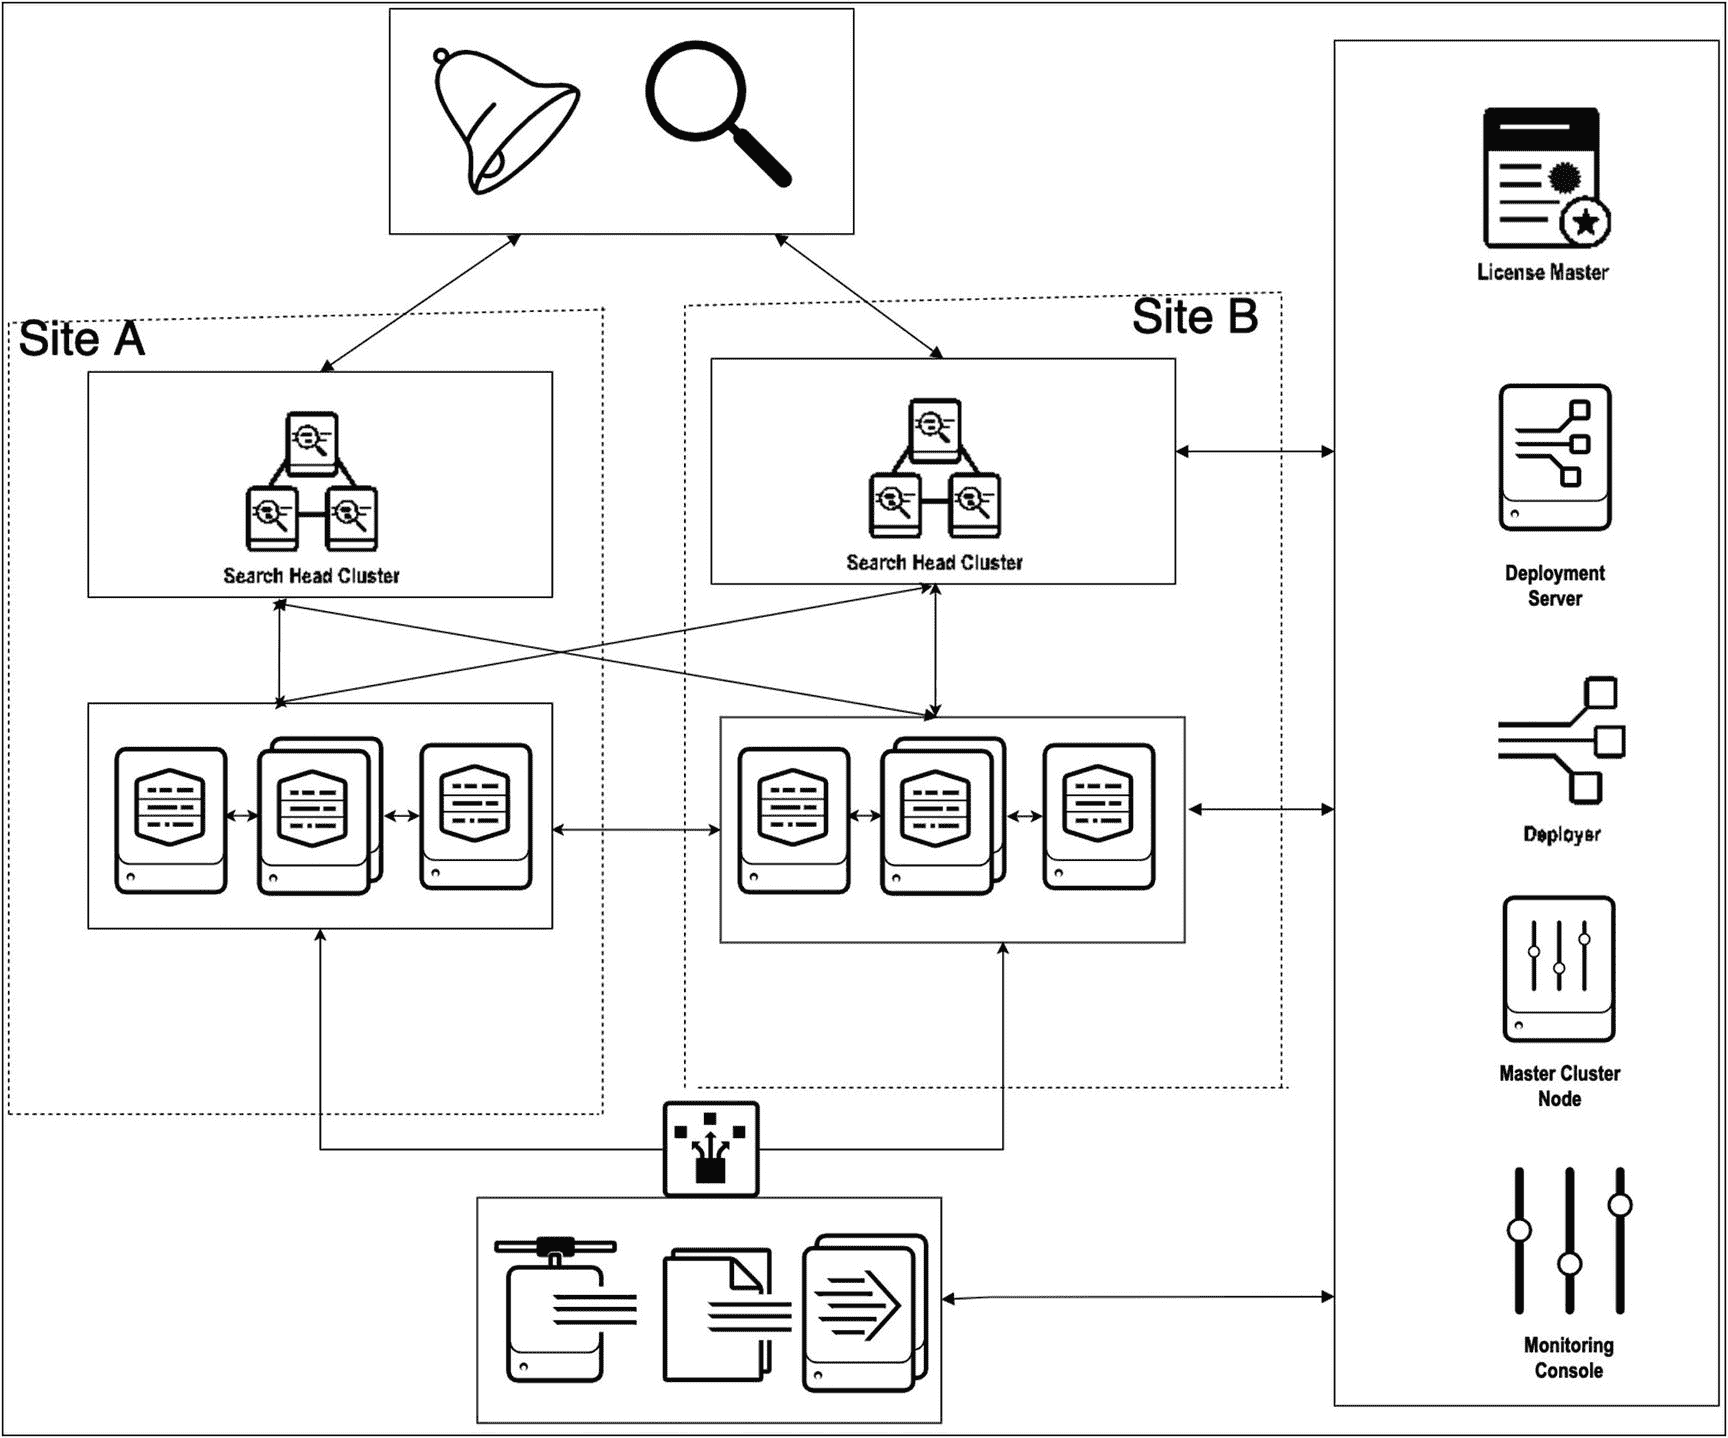 Site A
Site B
Search Head Cluster
Search Head Cluster
License Master
Deployment
Server
Deployer
Master Cluster
Node
Monitoring
Console